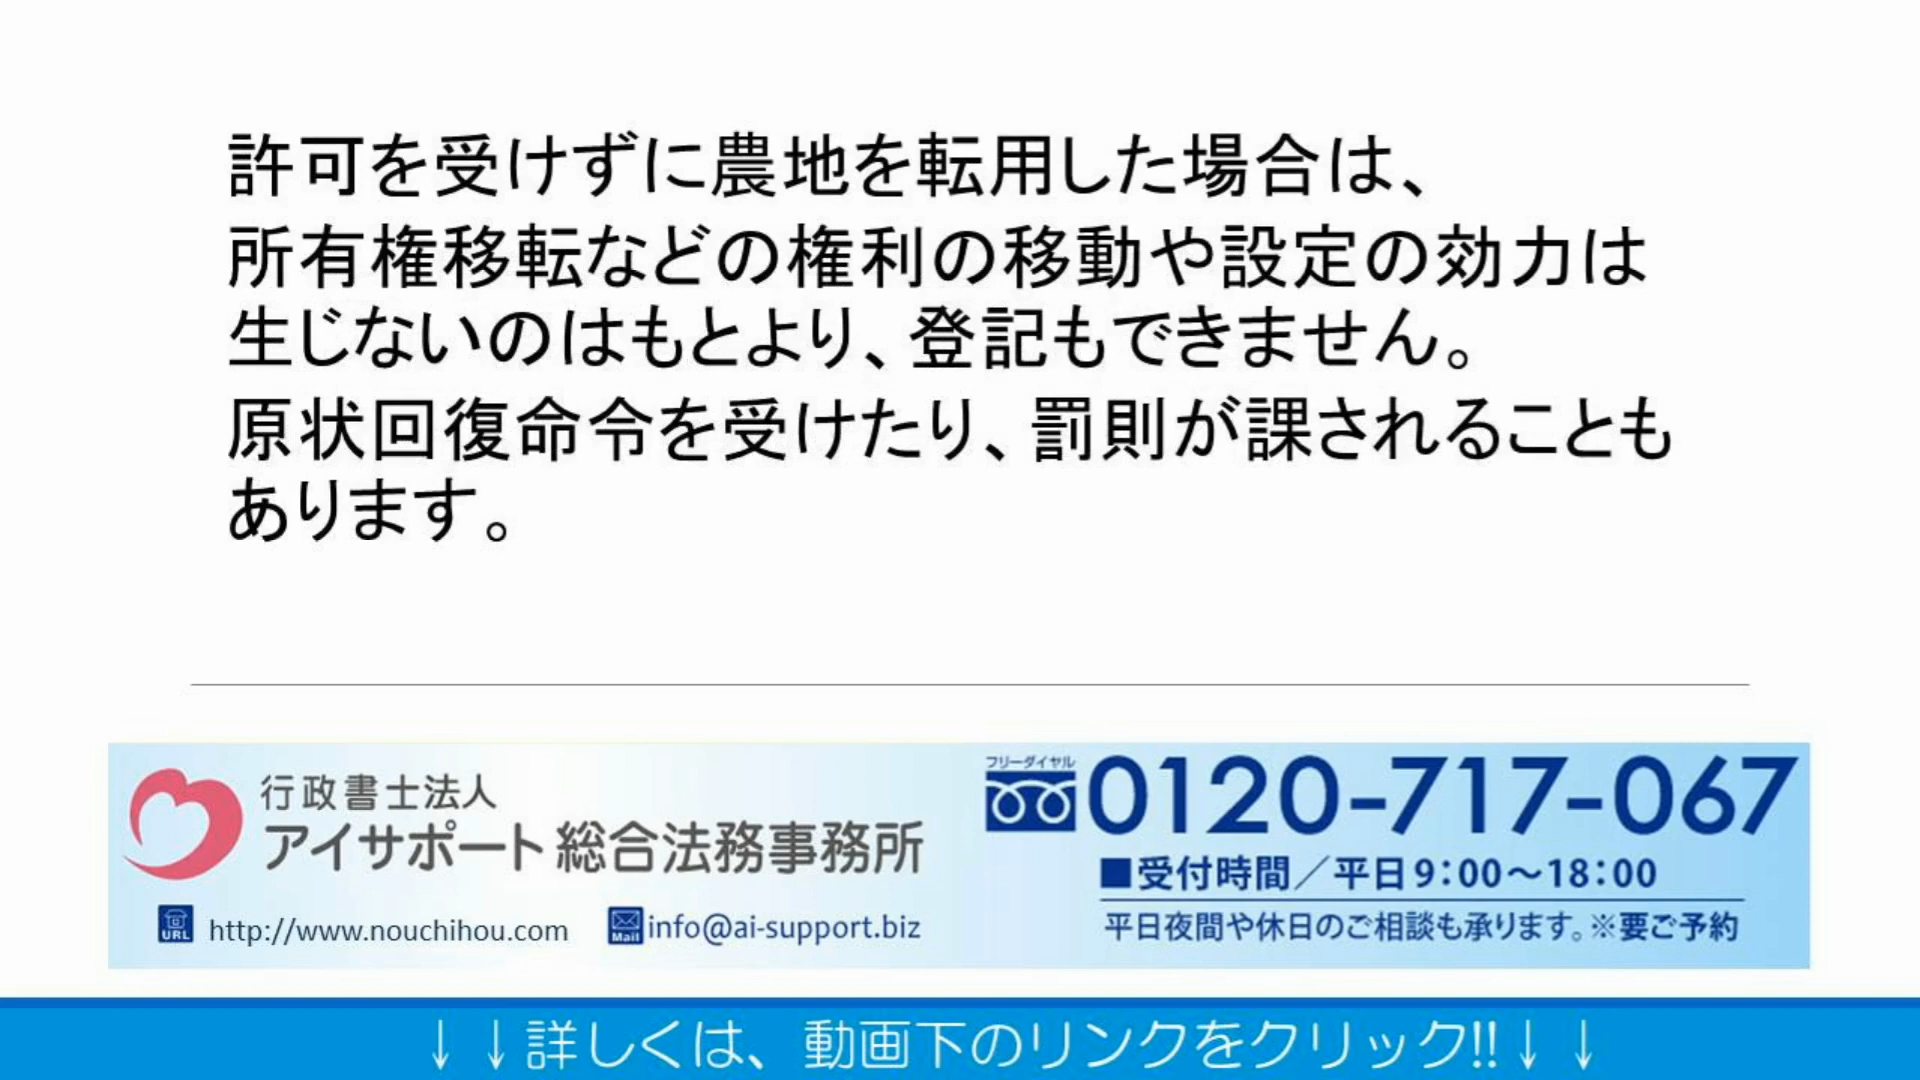 許可を受けずに農地を転用した場合は、
所有権移転などの権利の移動や設定の効力は
生じないのはもとより、登記もできません。
原状回復命令を受けたり、罰則が課されることも
あります。
行政書士法人
アイサポート総合法務事務所
URL http://www.nouchihou.com
Mail info@ai-support.biz
フリーダイヤル
0120-717-067
■受付時間／平日9:00～18:00
平日夜間や休日のご相談も承ります。※要ご予約
↓↓詳しくは、動画下のリンクをクリック!!↓↓